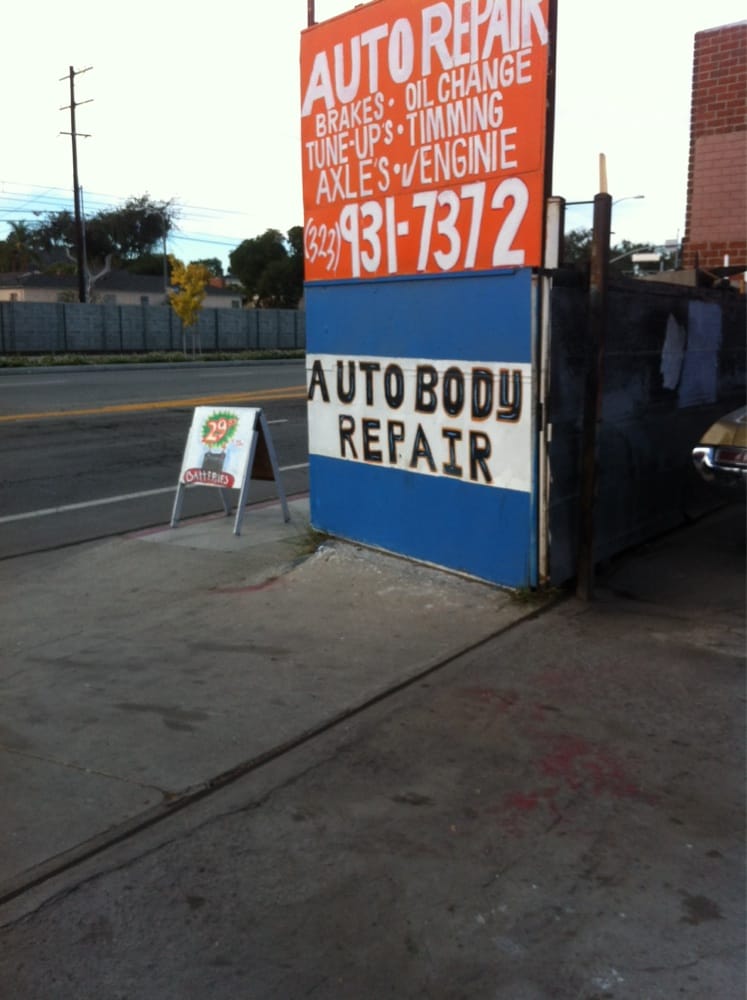 AUTO REPAIR
BRAKES • OIL CHANGE
TUNE-UP'S • TIMMING
AXLE'S • √ENGINIE
(323) 931-7372
AUTO BODY
REPAIR
29
BATTERIES